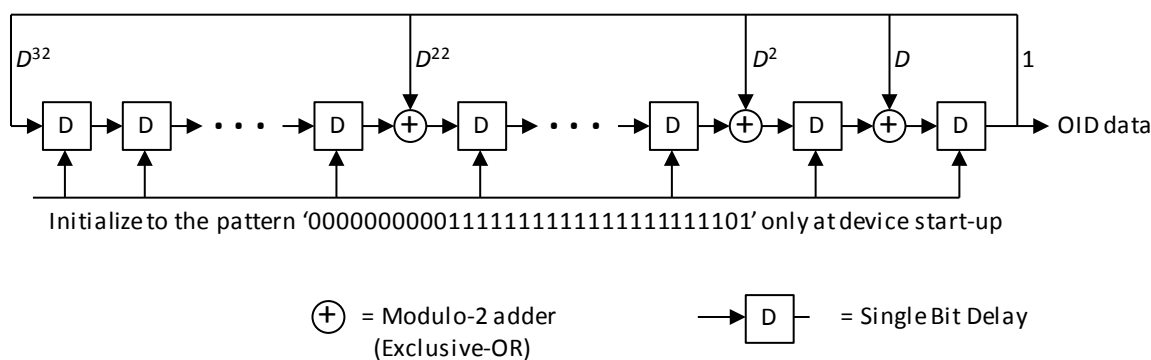 D³² D²² D² D 1
D D D + D D + D + D OID data
Initialize to the pattern '00000000001111111111111111111101' only at device start-up
+ = Modulo-2 adder
(Exclusive-OR)
D = Single Bit Delay